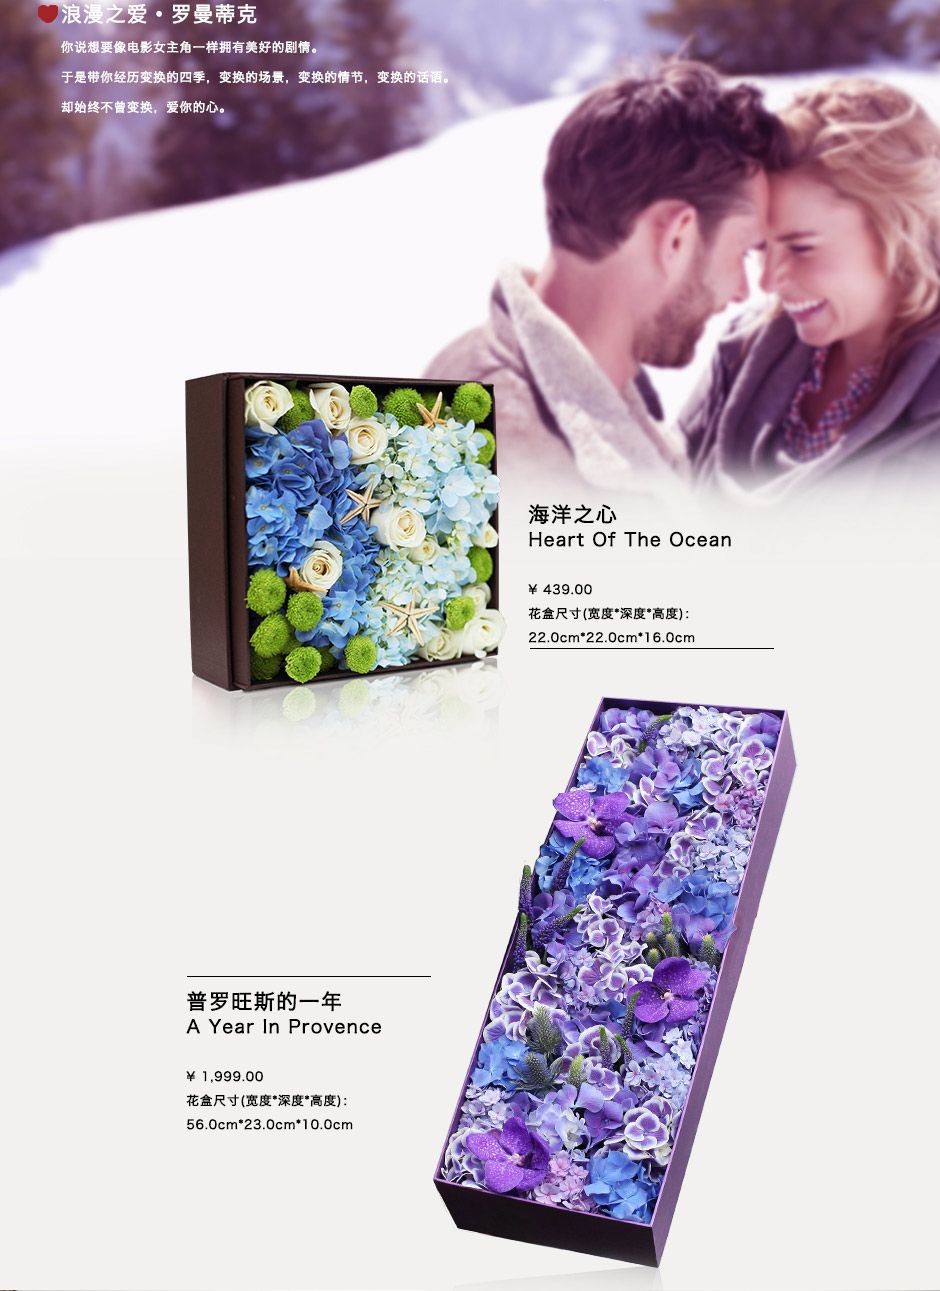 浪漫之爱·罗曼蒂克
你说想要像电影女主角一样拥有美好的剧情。
于是带你经历变换的四季，变换的场景，变换的情节，变换的话语。
却始终不曾变换，爱你的心。
海洋之心
Heart Of The Ocean
¥ 439.00
花盒尺寸(宽度*深度*高度)：
22.0cm*22.0cm*16.0cm
普罗旺斯的一年
A Year In Provence
¥ 1,999.00
花盒尺寸(宽度*深度*高度)：
56.0cm*23.0cm*10.0cm